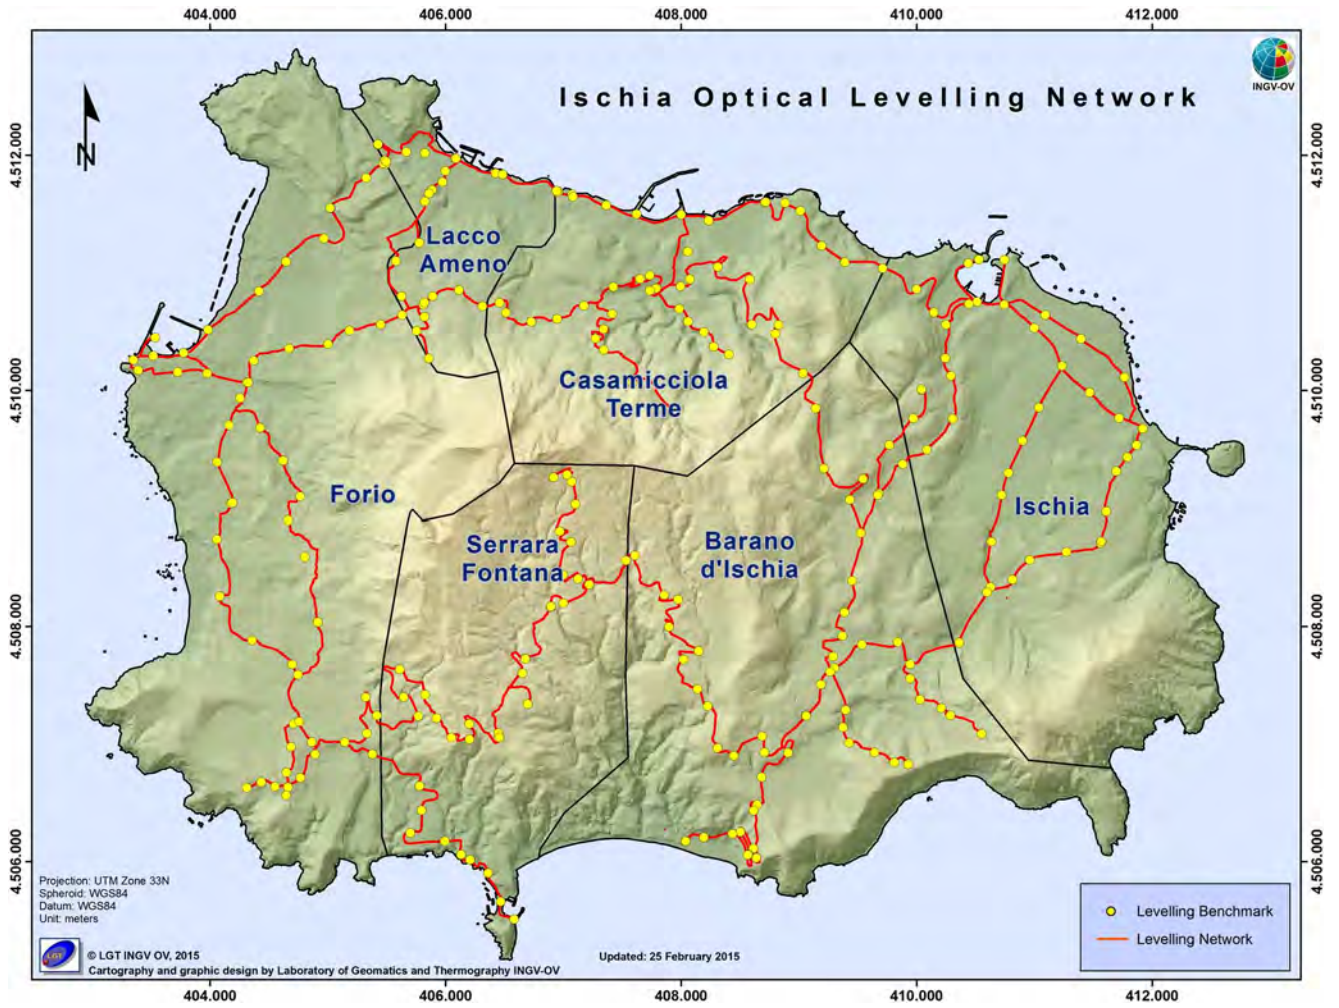 404.000 406.000 408.000 410.000 412.000
Ischia Optical Levelling Network
INGV-OV
N
4.512.000 4.512.000
Lacco
Ameno
4.510.000 4.510.000
Casamicciola
Terme
Forio
Ischia
Serrara
Fontana
Barano
d'Ischia
4.508.000 4.508.000
4.506.000 4.506.000
Projection: UTM Zone 33N
Spheroid: WGS84
Datum: WGS84
Unit: meters
Levelling Benchmark
Levelling Network
LGT
© LGT INGV OV, 2015
Updated: 25 February 2015
Cartography and graphic design by Laboratory of Geomatics and Thermography INGV-OV
404.000 406.000 408.000 410.000 412.000